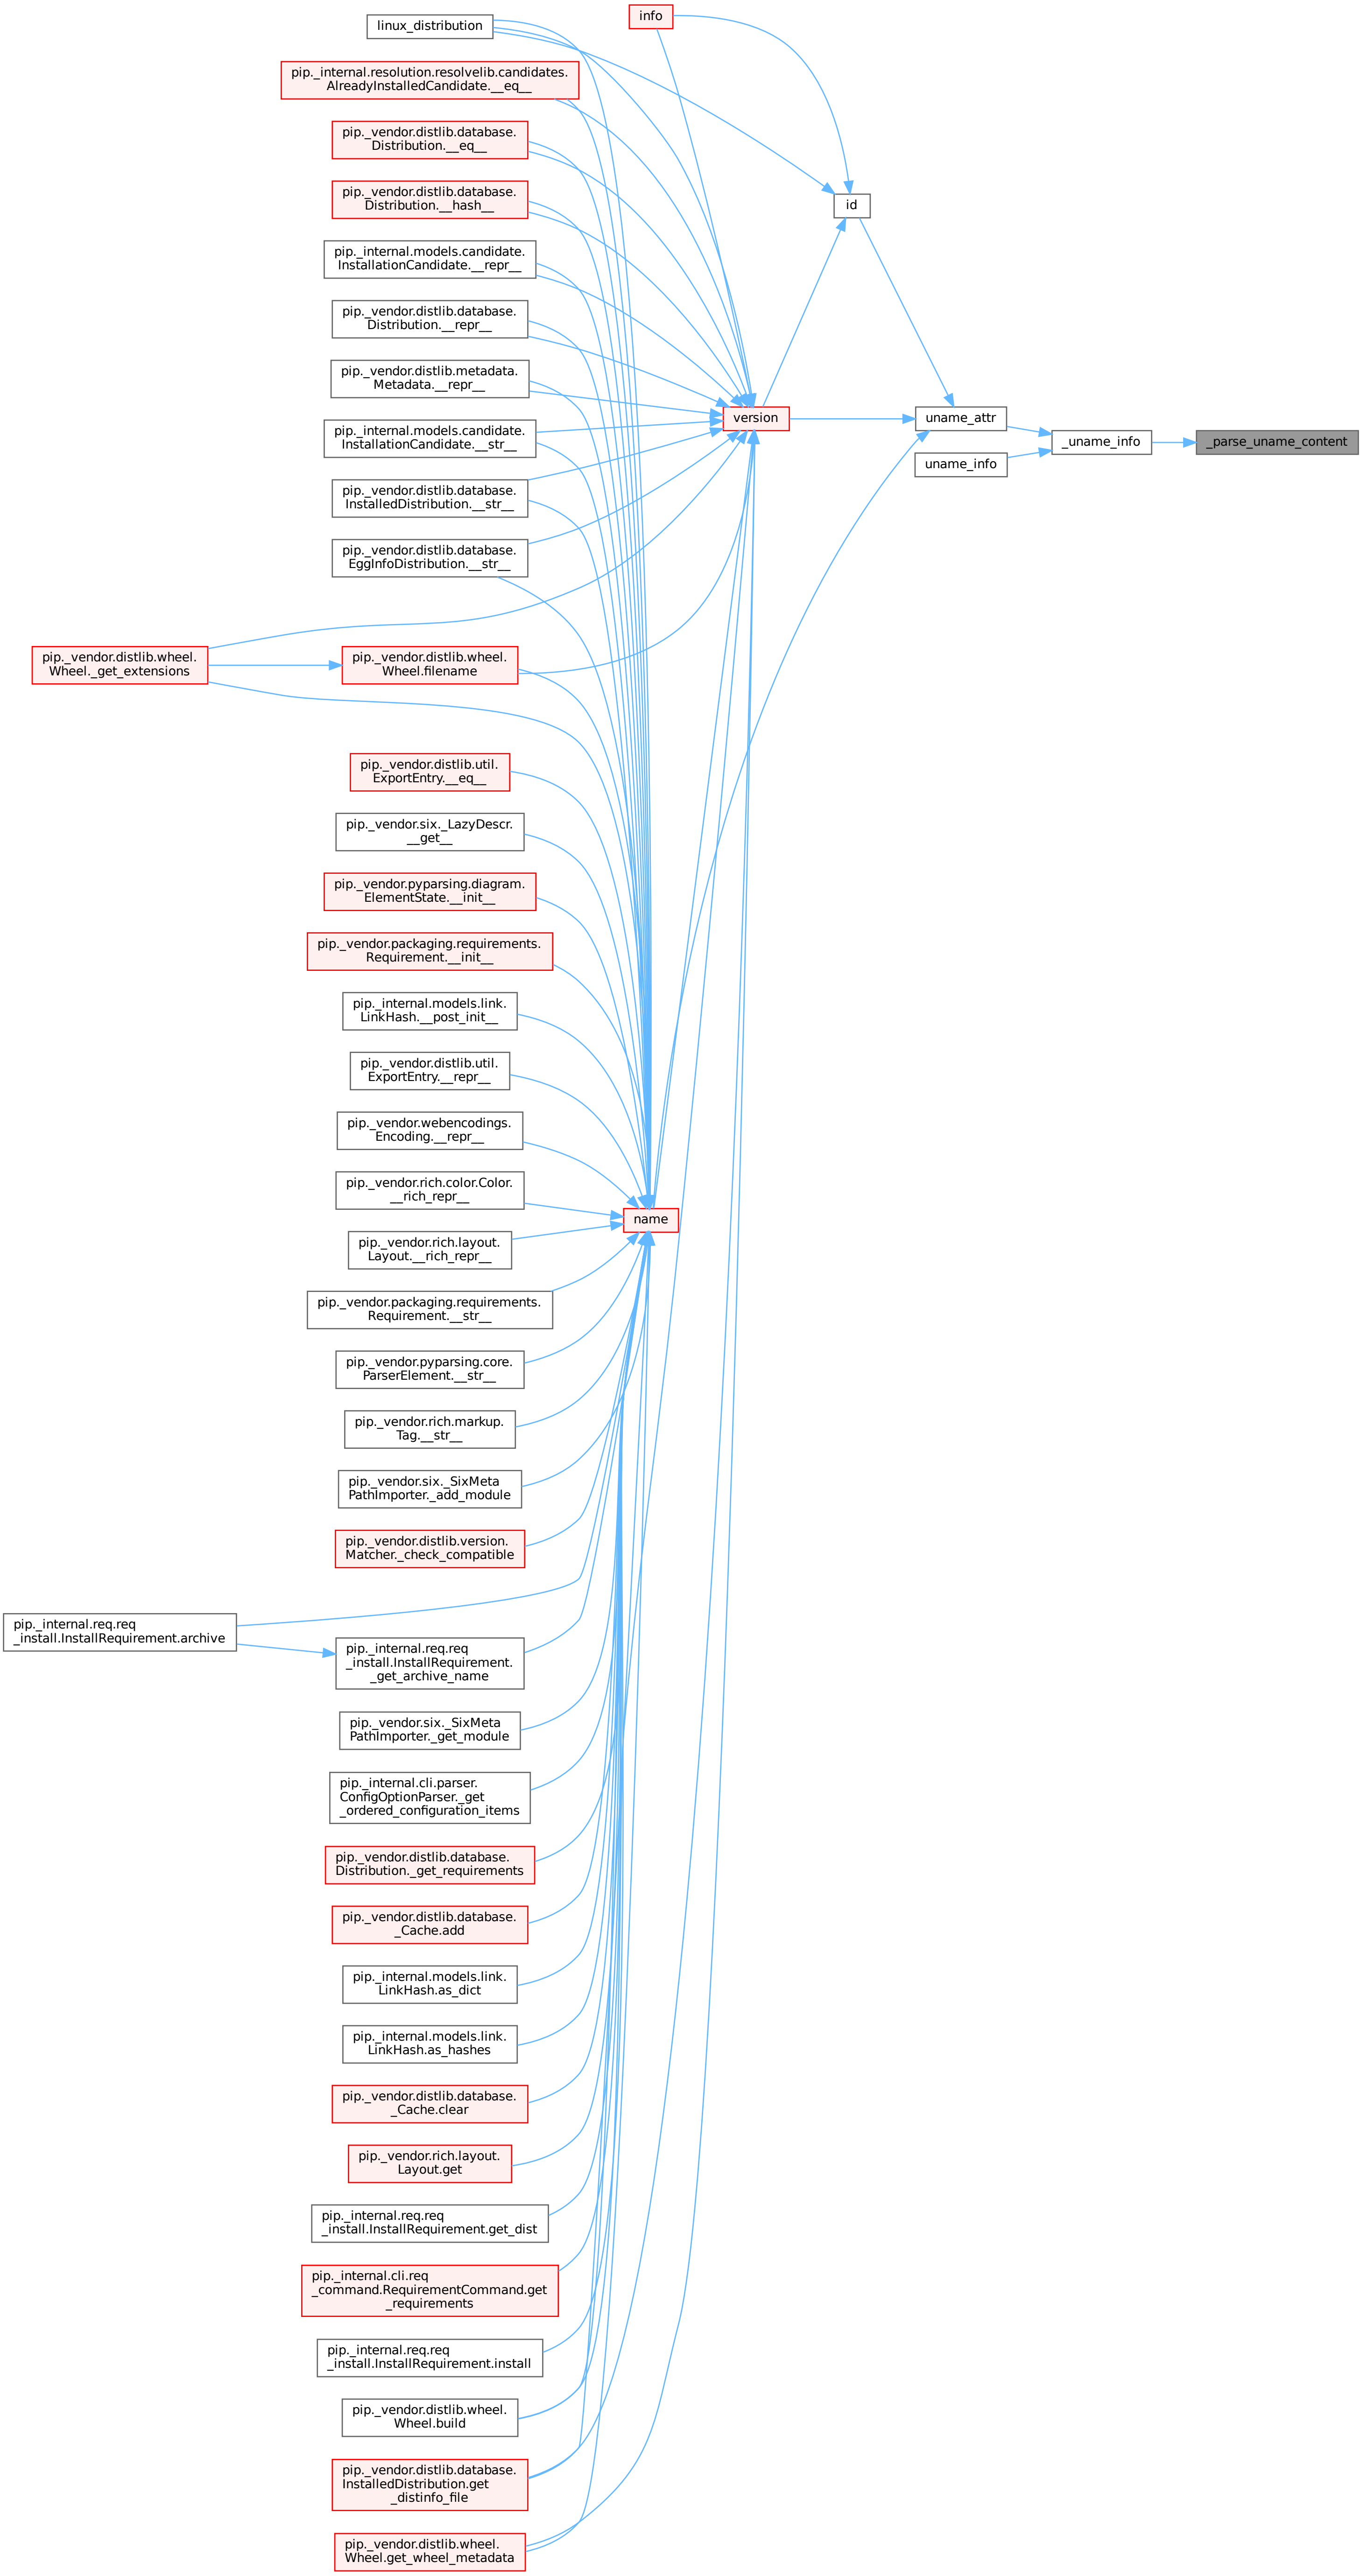 info
linux_distribution
pip._internal.resolution.resolvelib.candidates.
AlreadyInstalledCandidate.__eq__
pip._vendor.distlib.database.
Distribution.__eq__
pip._vendor.distlib.database.
Distribution.__hash__
id
pip._internal.models.candidate.
InstallationCandidate.__repr__
pip._vendor.distlib.database.
Distribution.__repr__
pip._vendor.distlib.metadata.
Metadata.__repr__
version
uname_attr
_uname_info
_parse_uname_content
uname_info
pip._internal.models.candidate.
InstallationCandidate.__str__
pip._vendor.distlib.database.
InstalledDistribution.__str__
pip._vendor.distlib.database.
EggInfoDistribution.__str__
pip._vendor.distlib.wheel.
Wheel._get_extensions
pip._vendor.distlib.wheel.
Wheel.filename
pip._vendor.distlib.util.
ExportEntry.__eq__
pip._vendor.six._LazyDescr.
__get__
pip._vendor.pyparsing.diagram.
ElementState.__init__
pip._vendor.packaging.requirements.
Requirement.__init__
pip._internal.models.link.
LinkHash.__post_init__
pip._vendor.distlib.util.
ExportEntry.__repr__
pip._vendor.webencodings.
Encoding.__repr__
pip._vendor.rich.color.Color.
__rich_repr__
name
pip._vendor.rich.layout.
Layout.__rich_repr__
pip._vendor.packaging.requirements.
Requirement.__str__
pip._vendor.pyparsing.core.
ParserElement.__str__
pip._vendor.rich.markup.
Tag.__str__
pip._vendor.six._SixMeta
PathImporter._add_module
pip._vendor.distlib.version.
Matcher._check_compatible
pip._internal.req.req
_install.InstallRequirement.archive
pip._internal.req.req
_install.InstallRequirement.
_get_archive_name
pip._vendor.six._SixMeta
PathImporter._get_module
pip._internal.cli.parser.
ConfigOptionParser._get
_ordered_configuration_items
pip._vendor.distlib.database.
Distribution._get_requirements
pip._vendor.distlib.database.
_Cache.add
pip._internal.models.link.
LinkHash.as_dict
pip._internal.models.link.
LinkHash.as_hashes
pip._vendor.distlib.database.
_Cache.clear
pip._vendor.rich.layout.
Layout.get
pip._internal.req.req
_install.InstallRequirement.get_dist
pip._internal.cli.req
_command.RequirementCommand.get
_requirements
pip._internal.req.req
_install.InstallRequirement.install
pip._vendor.distlib.wheel.
Wheel.build
pip._vendor.distlib.database.
InstalledDistribution.get
_distinfo_file
pip._vendor.distlib.wheel.
Wheel.get_wheel_metadata